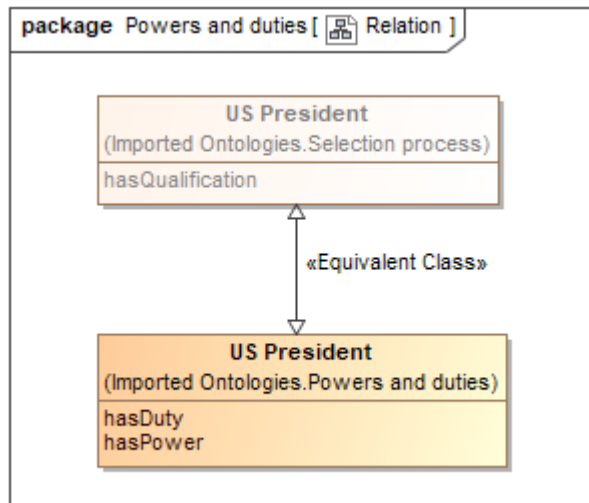 package Powers and duties [ Relation ]
US President
(Imported Ontologies.Selection process)
hasQualification
«Equivalent Class»
US President
(Imported Ontologies.Powers and duties)
hasDuty
hasPower